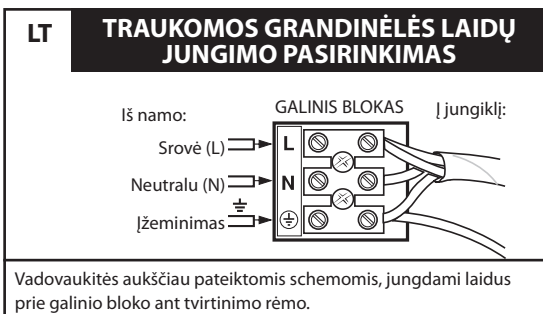 LT
TRAUKOMOS GRANDINĖLĖS LAIDŲ
JUNGIMO PASIRINKIMAS
Iš namo:
GALINIS BLOKAS
Į jungiklį:
Srovė (L)
L
Neutralu (N)
N
Įžeminimas
Vadovaukitės aukščiau pateiktomis schemomis, jungdami laidus
prie galinio bloko ant tvirtinimo rėmo.